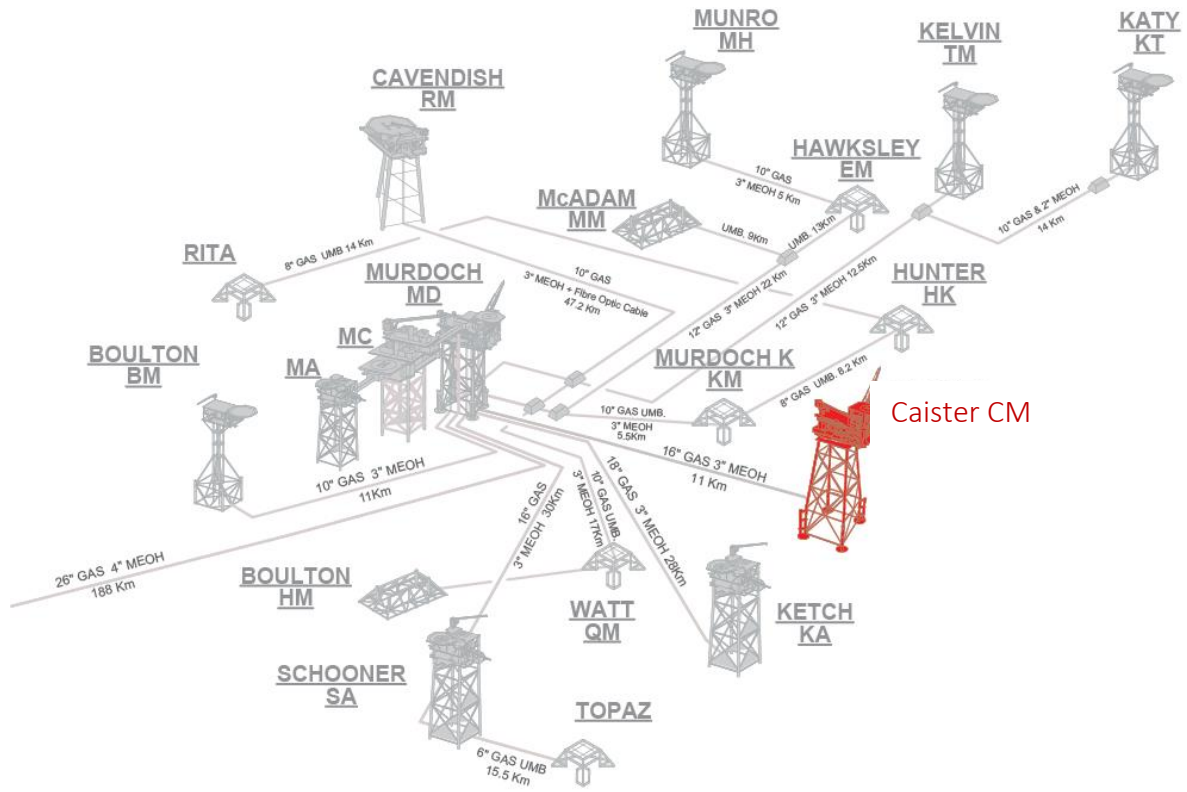 MUNRO
MH
KELVIN
TM
KATY
KT
CAVENDISH
RM
HAWKSLEY
EM
10" GAS
3" MEOH 5 Km
McADAM
MM
UMB. 9Km
UMB. 13Km
10" GAS & 2" MEOH
14 Km
RITA
8" GAS UMB 14 Km
MURDOCH
MD
10" GAS
3" MEOH + Fibre Optic Cable
47.2 Km
12" GAS 3" MEOH 22 Km
12" GAS 3" MEOH 12.5Km
HUNTER
HK
MC
BOULTON
BM
MA
MURDOCH K
KM
8" GAS UMB. 8.2 Km
10" GAS UMB.
3" MEOH
5.5Km
Caister CM
16" GAS 3" MEOH
11 Km
10" GAS 3" MEOH
11Km
16" GAS
3" MEOH 30Km
10" GAS UMB.
3" MEOH 17Km
18" GAS 3" MEOH 28Km
26" GAS 4" MEOH
188 Km
BOULTON
HM
WATT
QM
KETCH
KA
SCHOONER
SA
TOPAZ
6" GAS UMB
15.5 Km